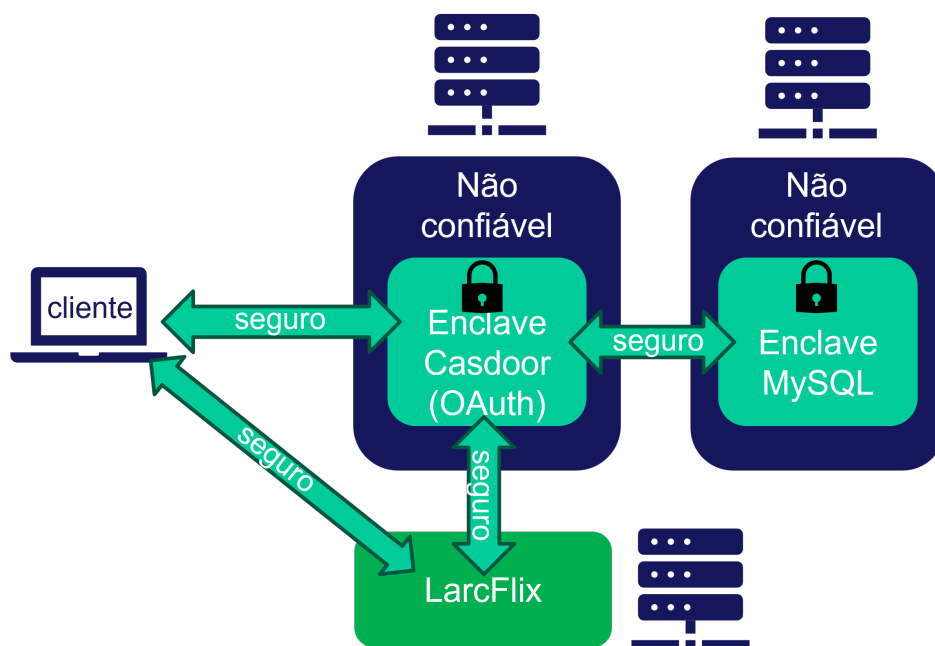 Não
confiável
Não
confiável
cliente
seguro
Enclave
Casdoor
(OAuth)
seguro
Enclave
MySQL
seguro
seguro
LarcFlix